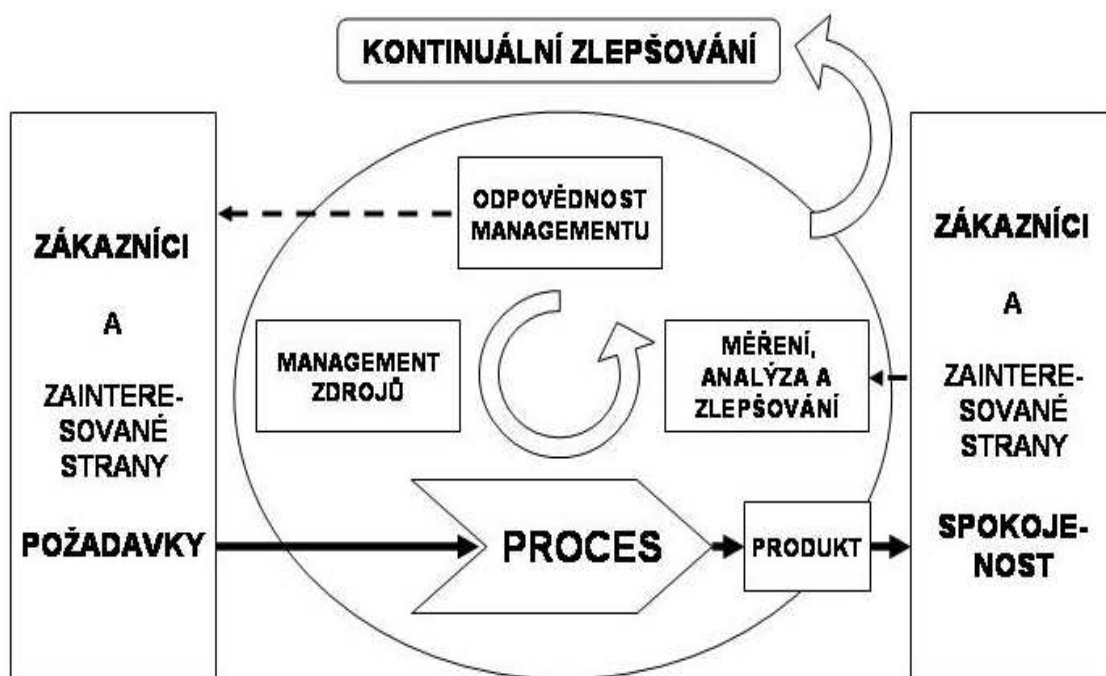 KONTINUÁLNÍ ZLEPŠOVÁNÍ
ZÁKAZNÍCI
A
ZAINTERE-
SOVANÉ
STRANY
POŽADAVKY
ODPOVĚDNOST
MANAGEMENTU
MANAGEMENT
ZDROJŮ
MĚŘENÍ,
ANALÝZA A
ZLEPŠOVÁNÍ
PROCES
PRODUKT
ZÁKAZNÍCI
A
ZAINTERE-
SOVANÉ
STRANY
SPOKOJE-
NOST